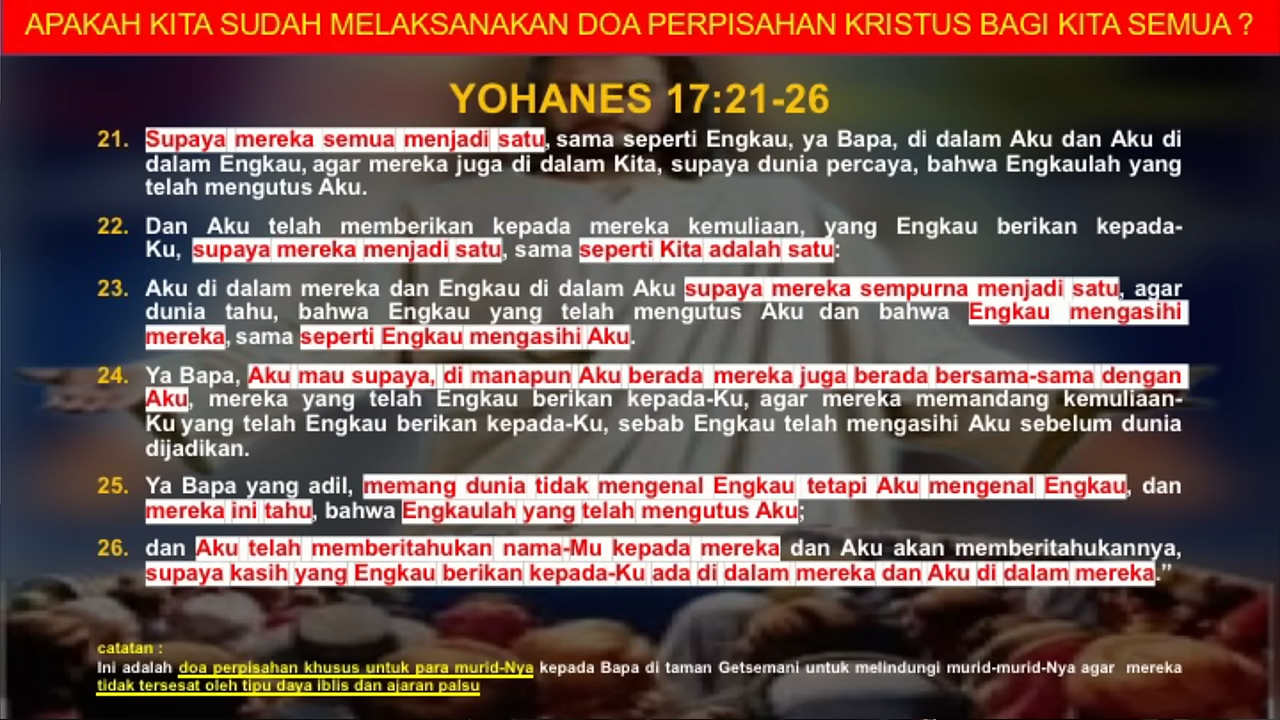 APAKAH KITA SUDAH MELAKSANAKAN DOA PERPISAHAN KRISTUS BAGI KITA SEMUA ?
YOHANES 17:21-26
21. Supaya mereka semua menjadi satu, sama seperti Engkau, ya Bapa, di dalam Aku dan Aku di
dalam Engkau, agar mereka juga di dalam Kita, supaya dunia percaya, bahwa Engkaulah yang
telah mengutus Aku.
22. Dan Aku telah memberikan kepada mereka kemuliaan, yang Engkau berikan kepada-
Ku, supaya mereka menjadi satu, sama seperti Kita adalah satu:
23. Aku di dalam mereka dan Engkau di dalam Aku supaya mereka sempurna menjadi satu, agar
dunia tahu, bahwa Engkau yang telah mengutus Aku dan bahwa Engkau mengasihi
mereka, sama seperti Engkau mengasihi Aku.
24. Ya Bapa, Aku mau supaya, di manapun Aku berada mereka juga berada bersama-sama dengan
Aku, mereka yang telah Engkau berikan kepada-Ku, agar mereka memandang kemuliaan-
Ku yang telah Engkau berikan kepada-Ku, sebab Engkau telah mengasihi Aku sebelum dunia
dijadikan.
25. Ya Bapa yang adil, memang dunia tidak mengenal Engkau tetapi Aku mengenal Engkau, dan
mereka ini tahu, bahwa Engkaulah yang telah mengutus Aku;
26. dan Aku telah memberitahukan nama-Mu kepada mereka dan Aku akan memberitahukannya,
supaya kasih yang Engkau berikan kepada-Ku ada di dalam mereka dan Aku di dalam mereka.”
catatan :
Ini adalah doa perpisahan khusus untuk para murid-Nya kepada Bapa di taman Getsemani untuk melindungi murid-murid-Nya agar mereka
tidak tersesat oleh tipu daya iblis dan ajaran palsu